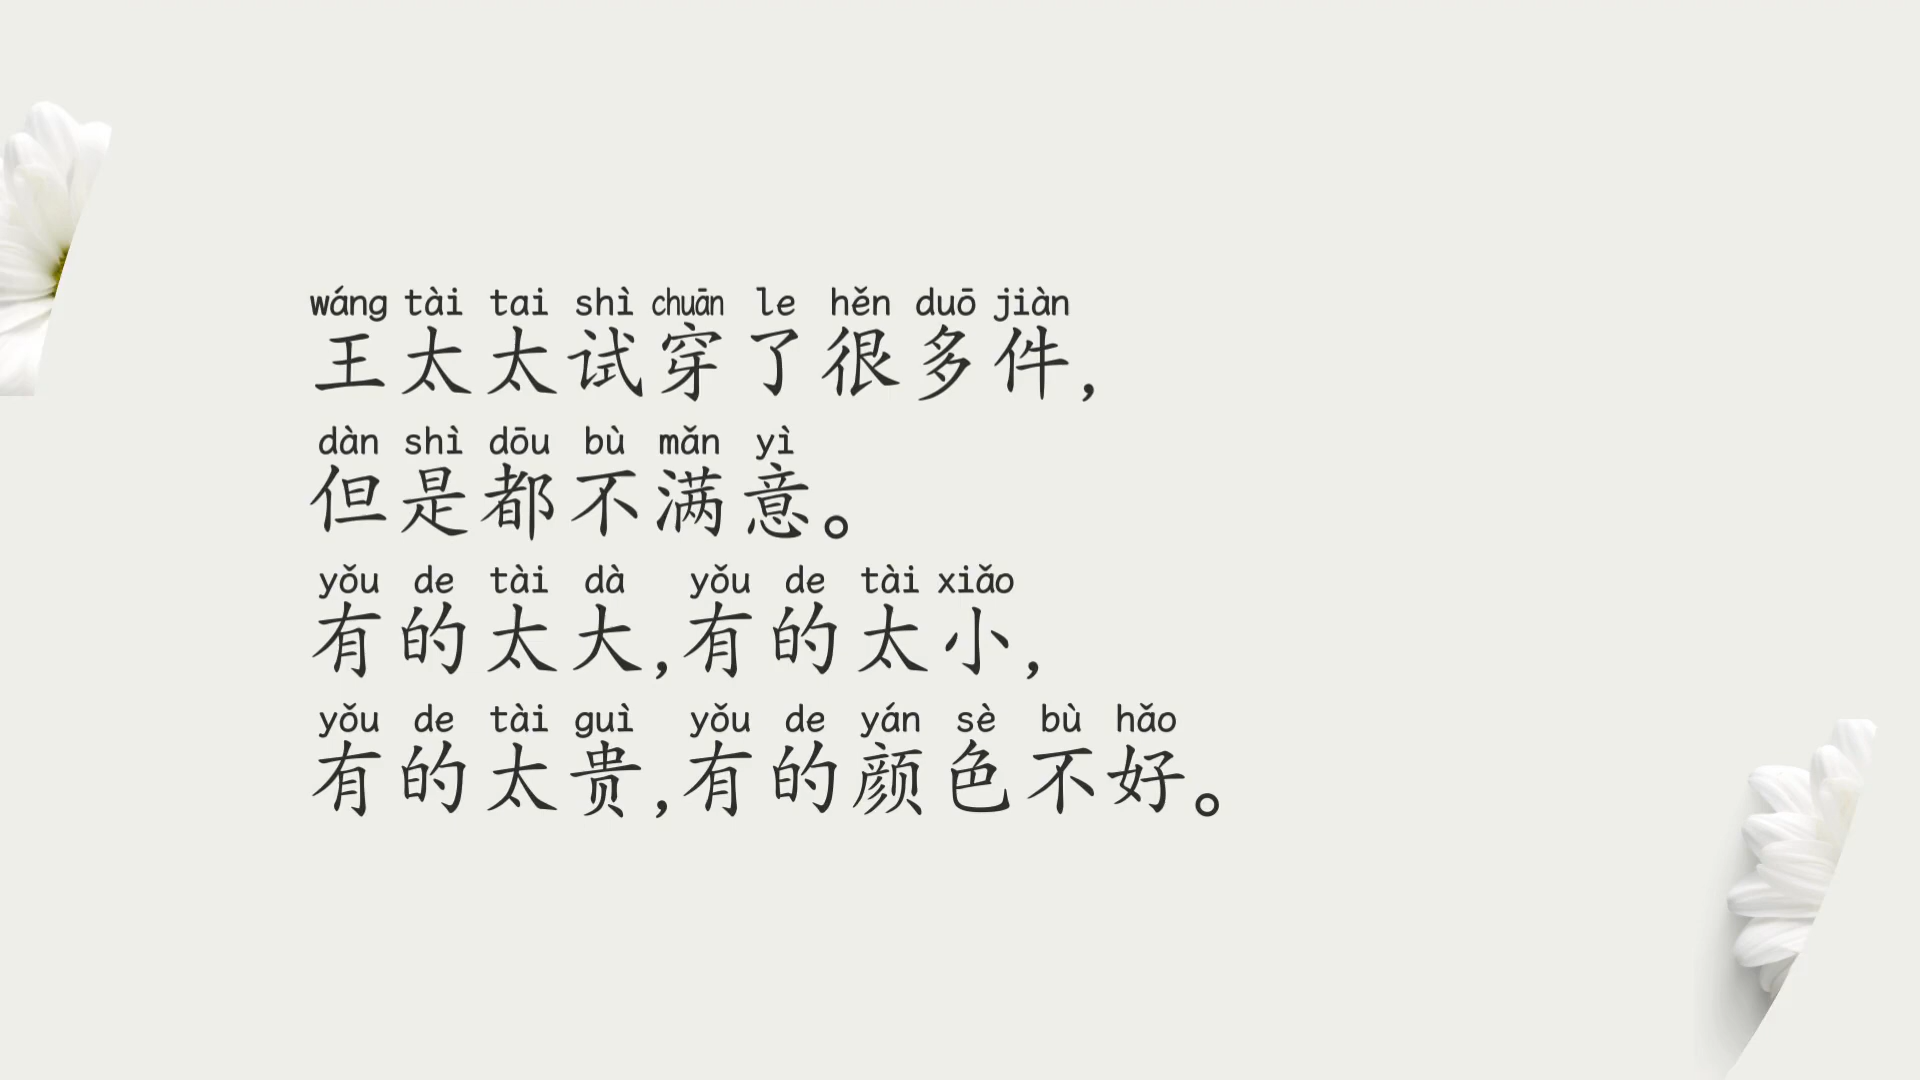 wáng tài tai shì chuān le hěn duō jiàn
王太太试穿了很多件,
dàn shì dōu bù mǎn yì
但是都不满意。
yǒu de tài dà yǒu de tài xiǎo
有的太大,有的太小,
yǒu de tài guì yǒu de yán sè bù hǎo
有的太贵,有的颜色不好。